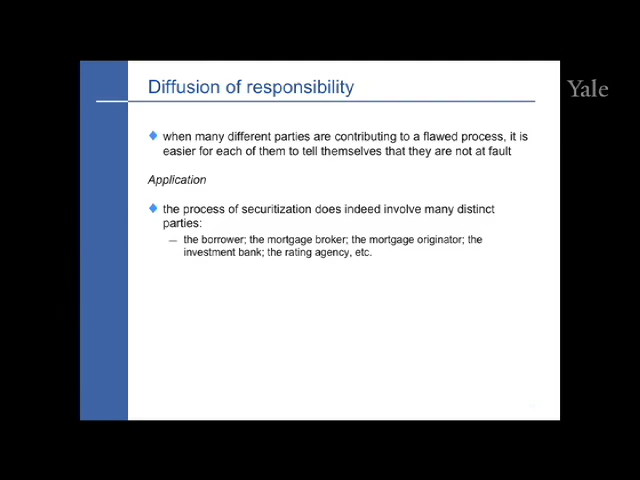 Diffusion of responsibility
Yale
when many different parties are contributing to a flawed process, it is
easier for each of them to tell themselves that they are not at fault
Application
the process of securitization does indeed involve many distinct
parties:
— the borrower; the mortgage broker; the mortgage originator; the
investment bank; the rating agency, etc.